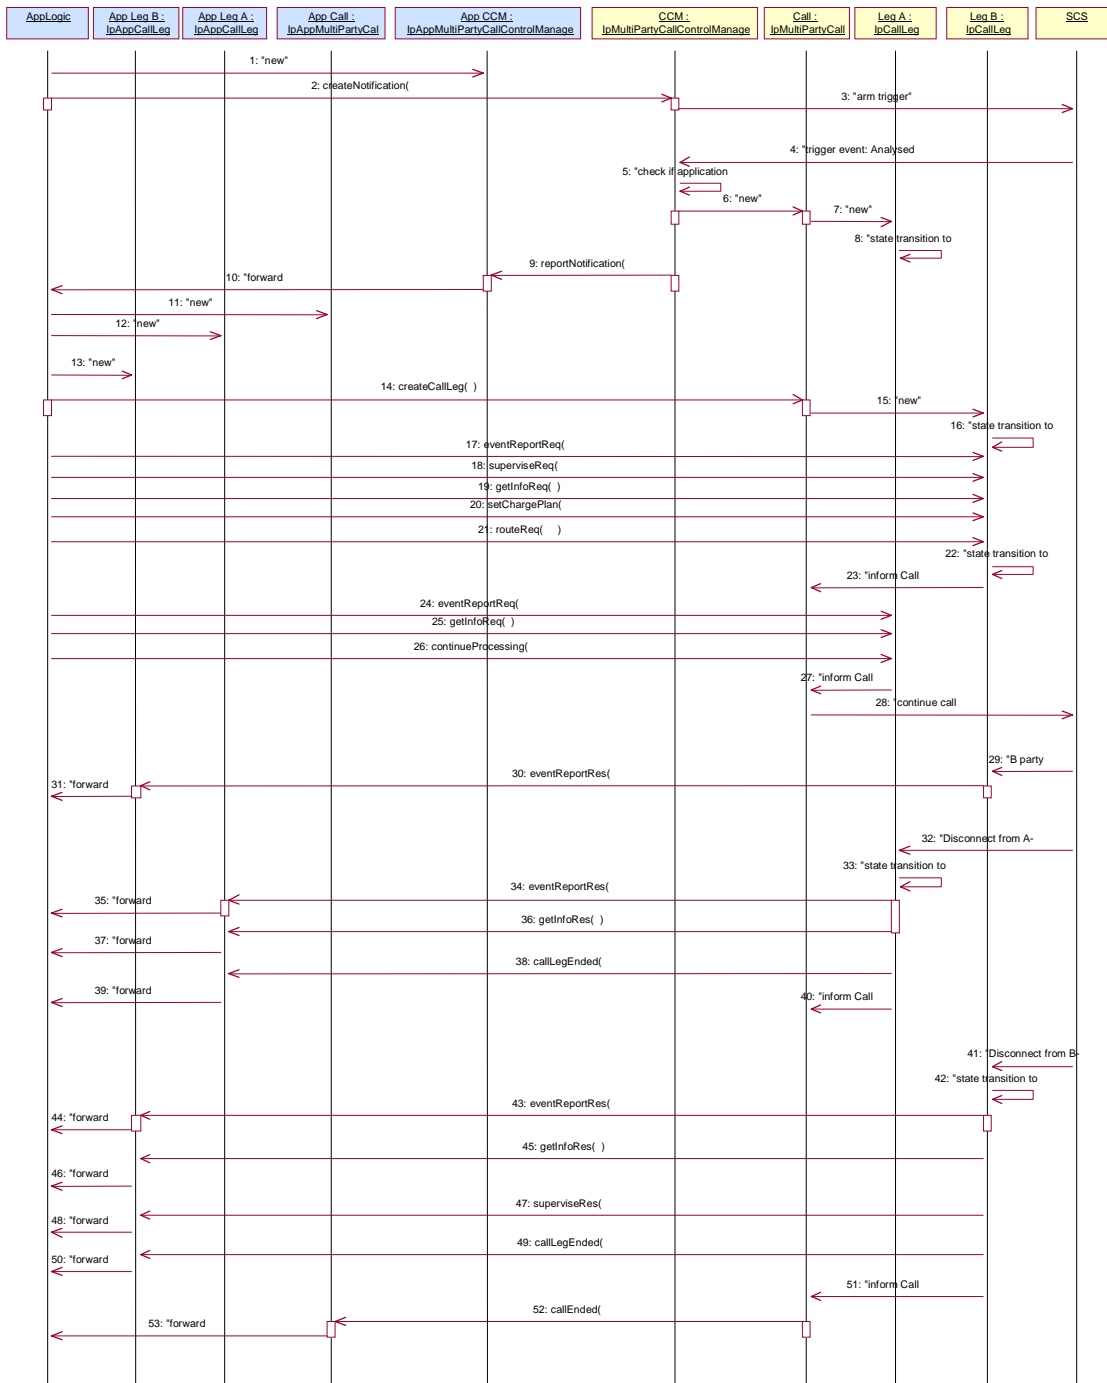 AppLogic
App Leg B :
IpAppCallLeg
App Leg A :
IpAppCallLeg
App Call :
IpAppMultiPartyCal
App CCM :
IpAppMultiPartyCallControlManage
CCM :
IpMultiPartyCallControlManage
Call :
IpMultiPartyCall
Leg A :
IpCallLeg
Leg B :
IpCallLeg
SCS
1: "new"
2: createNotification(
3: "arm trigger"
4: "trigger event: Analysed
5: "check if application
6: "new"
7: "new"
8: "state transition to
9: reportNotification(
10: "forward
11: "new"
12: "new"
13: "new"
14: createCallLeg(  )
15: "new"
16: "state transition to
17: eventReportReq(
18: superviseReq(
19: getInfoReq(  )
20: setChargePlan(
21: routeReq(     )
22: "state transition to
23: "inform Call
24: eventReportReq(
25: getInfoReq(  )
26: continueProcessing(
27: "inform Call
28: "continue call
29: "B party
30: eventReportRes(
31: "forward
32: "Disconnect from A-
33: "state transition to
34: eventReportRes(
35: "forward
36: getInfoRes(  )
37: "forward
38: callLegEnded(
39: "forward
40: "inform Call
41: "Disconnect from B-
42: "state transition to
43: eventReportRes(
44: "forward
45: getInfoRes(  )
46: "forward
47: superviseRes(
48: "forward
49: callLegEnded(
50: "forward
51: "inform Call
52: callEnded(
53: "forward